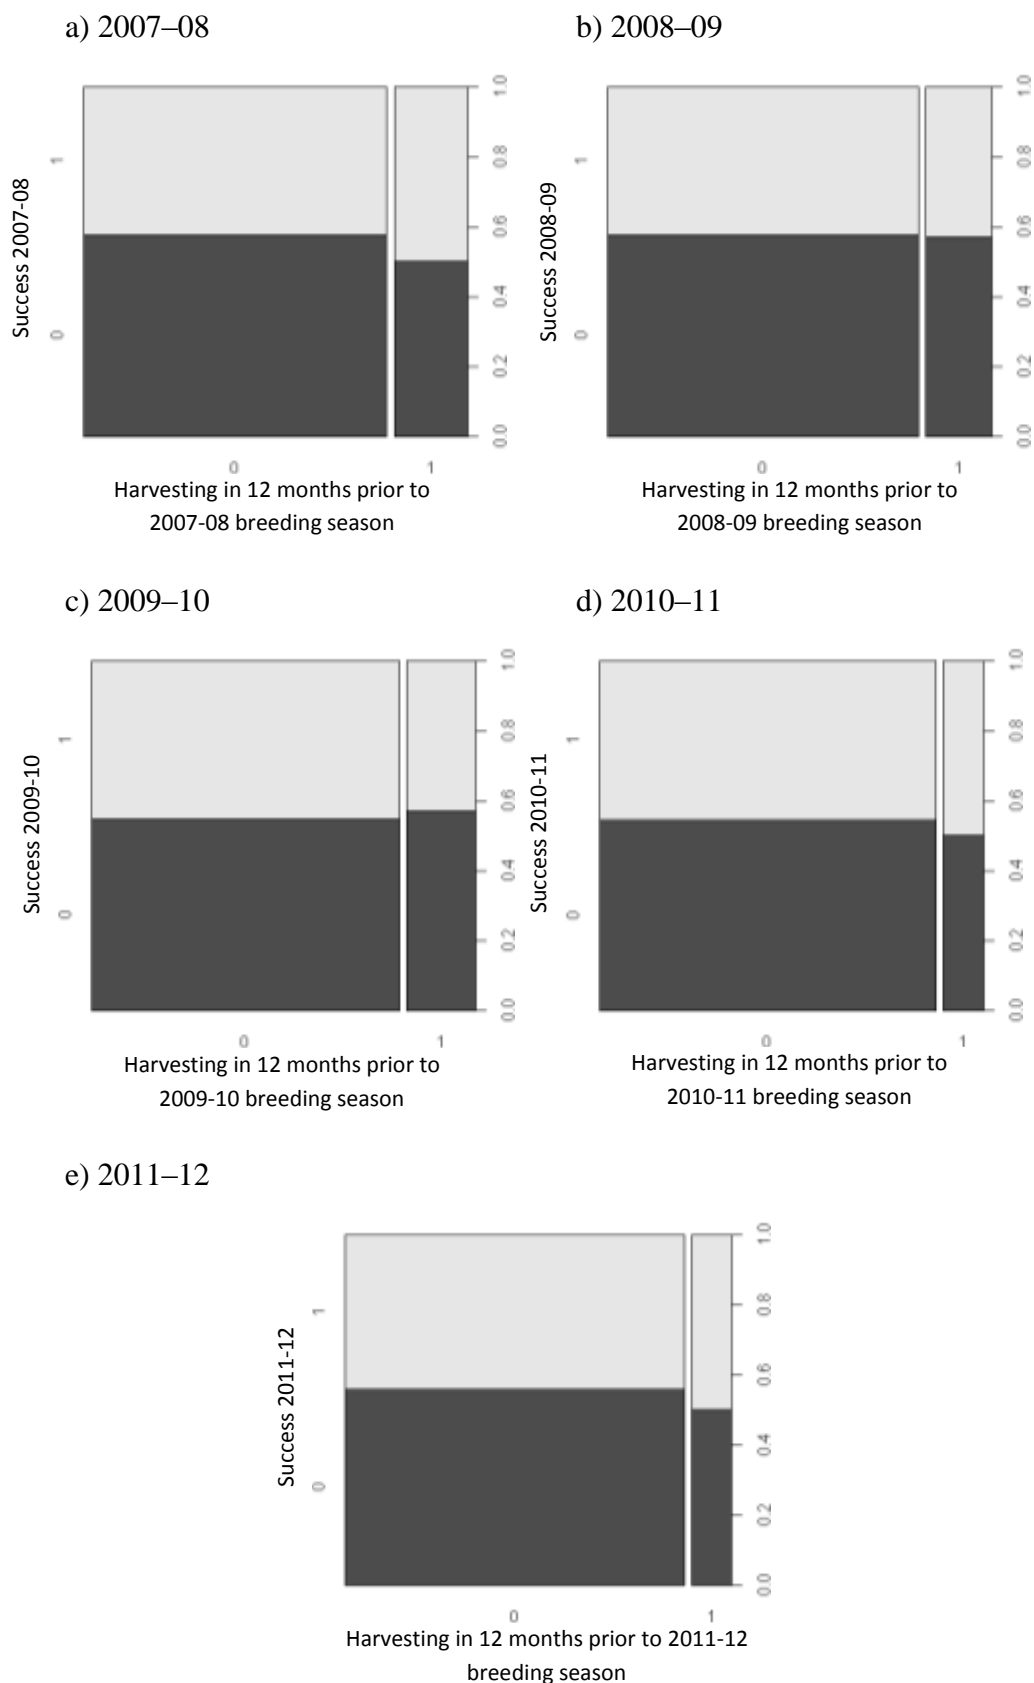 a) 2007–08
b) 2008–09
Success 2007-08
1
0
1.0
0.8
0.6
0.4
0.2
0.0
0
1
Harvesting in 12 months prior to
2007-08 breeding season
Success 2008-09
1
0
1.0
0.8
0.6
0.4
0.2
0.0
0
1
Harvesting in 12 months prior to
2008-09 breeding season
c) 2009–10
d) 2010–11
Success 2009-10
1
0
1.0
0.8
0.6
0.4
0.2
0.0
0
1
Harvesting in 12 months prior to
2009-10 breeding season
Success 2010-11
1
0
1.0
0.8
0.6
0.4
0.2
0.0
0
1
Harvesting in 12 months prior to
2010-11 breeding season
e) 2011–12
Success 2011-12
1
0
1.0
0.8
0.6
0.4
0.2
0.0
0
1
Harvesting in 12 months prior to 2011-12
breeding season